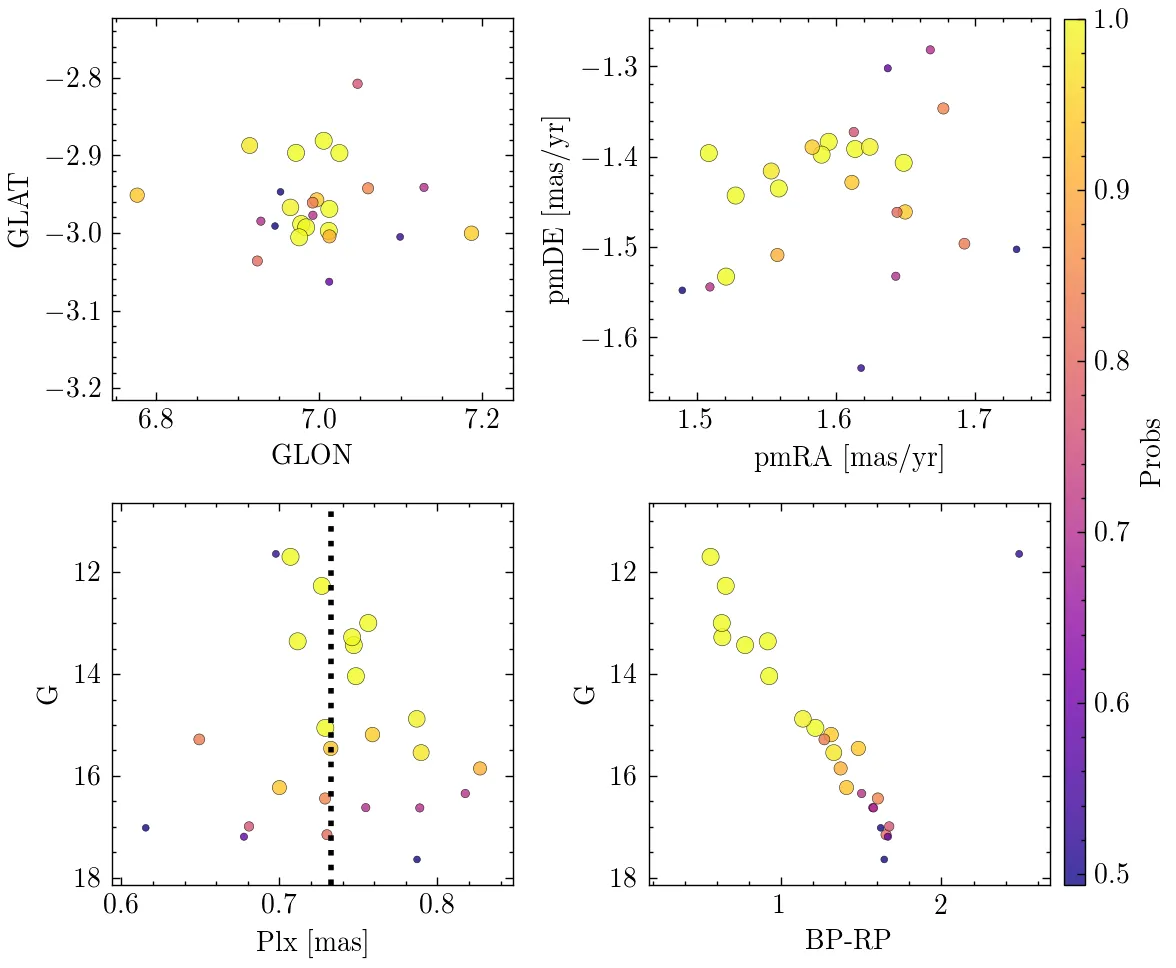 −2.8
−2.9
−3.0
−3.1
−3.2
GLAT
6.8 7.0 7.2
GLON
−1.3
−1.4
−1.5
−1.6
pmDE [mas/yr]
1.5 1.6 1.7
pmRA [mas/yr]
12
14
16
18
G
0.6 0.7 0.8
Plx [mas]
12
14
16
18
G
1 2
BP-RP
1.0
0.9
0.8
0.7
0.6
0.5
Probs